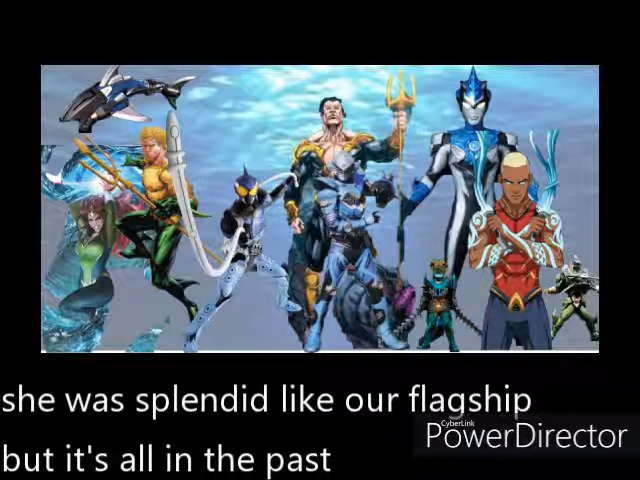 she was splendid like our flagship
CyberLink
PowerDirector
but it's all in the past